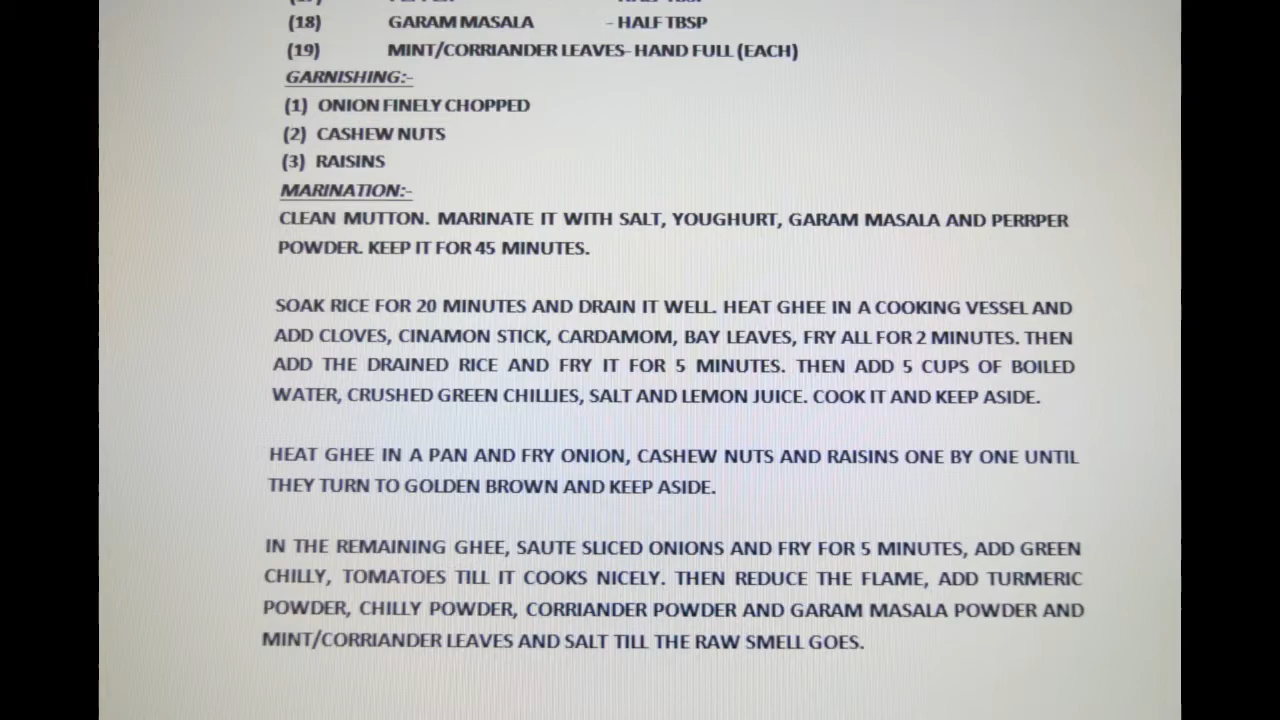 (18) GARAM MASALA - HALF TBSP
(19) MINT/CORRIANDER LEAVES- HAND FULL (EACH)
GARNISHING:-
(1) ONION FINELY CHOPPED
(2) CASHEW NUTS
(3) RAISINS
MARINATION:-
CLEAN MUTTON. MARINATE IT WITH SALT, YOUGHURT, GARAM MASALA AND PERRPER
POWDER. KEEP IT FOR 45 MINUTES.
SOAK RICE FOR 20 MINUTES AND DRAIN IT WELL. HEAT GHEE IN A COOKING VESSEL AND
ADD CLOVES, CINAMON STICK, CARDAMOM, BAY LEAVES, FRY ALL FOR 2 MINUTES. THEN
ADD THE DRAINED RICE AND FRY IT FOR 5 MINUTES. THEN ADD 5 CUPS OF BOILED
WATER, CRUSHED GREEN CHILLIES, SALT AND LEMON JUICE. COOK IT AND KEEP ASIDE.
HEAT GHEE IN A PAN AND FRY ONION, CASHEW NUTS AND RAISINS ONE BY ONE UNTIL
THEY TURN TO GOLDEN BROWN AND KEEP ASIDE.
IN THE REMAINING GHEE, SAUTE SLICED ONIONS AND FRY FOR 5 MINUTES, ADD GREEN
CHILLY, TOMATOES TILL IT COOKS NICELY. THEN REDUCE THE FLAME, ADD TURMERIC
POWDER, CHILLY POWDER, CORRIANDER POWDER AND GARAM MASALA POWDER AND
MINT/CORRIANDER LEAVES AND SALT TILL THE RAW SMELL GOES.